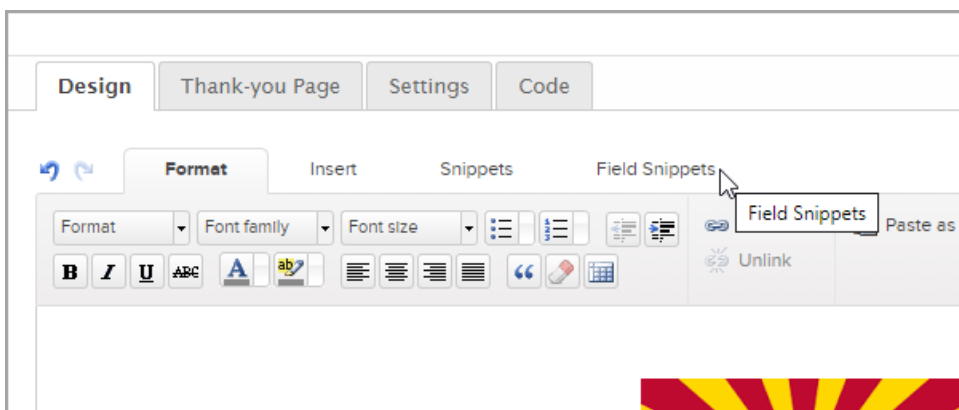 Design Thank-you Page Settings Code
Format Insert Snippets Field Snippets
Field Snippets
Format Font family Font size Paste as
B I U ABC A ab Unlink